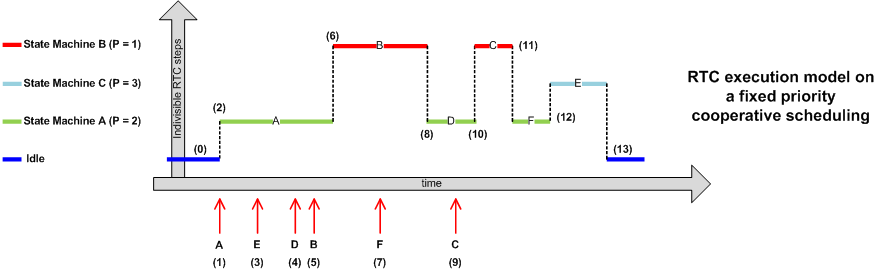 State Machine B (P = 1)
State Machine C (P = 3)
State Machine A (P = 2)
Idle
Indivisible RTC steps
(0)
(2)
A
(6)
B
(8)
D
(10)
C
(11)
F
(12)
E
(13)
time
A
(1)
E
(3)
D
(4)
B
(5)
F
(7)
C
(9)
RTC execution model on
a fixed priority
cooperative scheduling